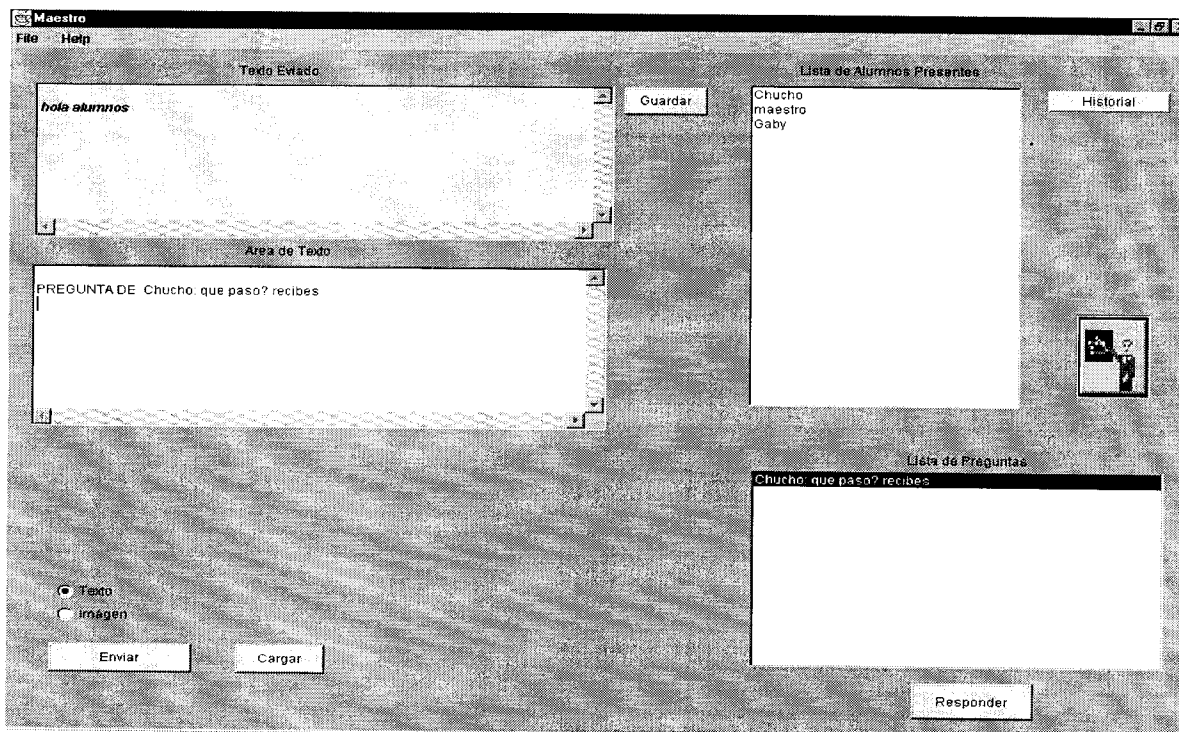 Maestro
File Help
Texto Eviado
hola alumnos
Guardar
Area de Texto
PREGUNTA DE Chucho: que paso? recibes
Texto
imágen
Enviar
Cargar
Lista de Alumnos Presentes
Chucho
maestro
Gaby
Historial
Lista de Preguntas
Chucho: que paso? recibes
Responder